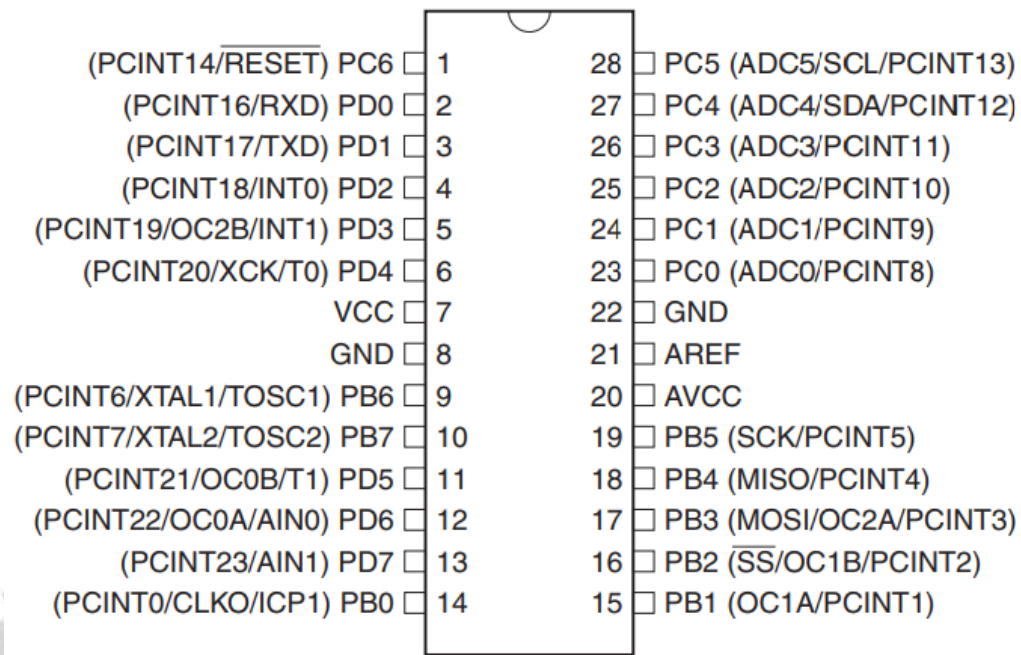 (PCINT14/RESET) PC6 1 28 PC5 (ADC5/SCL/PCINT13)
(PCINT16/RXD) PD0 2 27 PC4 (ADC4/SDA/PCINT12)
(PCINT17/TXD) PD1 3 26 PC3 (ADC3/PCINT11)
(PCINT18/INT0) PD2 4 25 PC2 (ADC2/PCINT10)
(PCINT19/OC2B/INT1) PD3 5 24 PC1 (ADC1/PCINT9)
(PCINT20/XCK/T0) PD4 6 23 PC0 (ADC0/PCINT8)
VCC 7 22 GND
GND 8 21 AREF
(PCINT6/XTAL1/TOSC1) PB6 9 20 AVCC
(PCINT7/XTAL2/TOSC2) PB7 10 19 PB5 (SCK/PCINT5)
(PCINT21/OC0B/T1) PD5 11 18 PB4 (MISO/PCINT4)
(PCINT22/OC0A/AIN0) PD6 12 17 PB3 (MOSI/OC2A/PCINT3)
(PCINT23/AIN1) PD7 13 16 PB2 (SS/OC1B/PCINT2)
(PCINT0/CLKO/ICP1) PB0 14 15 PB1 (OC1A/PCINT1)